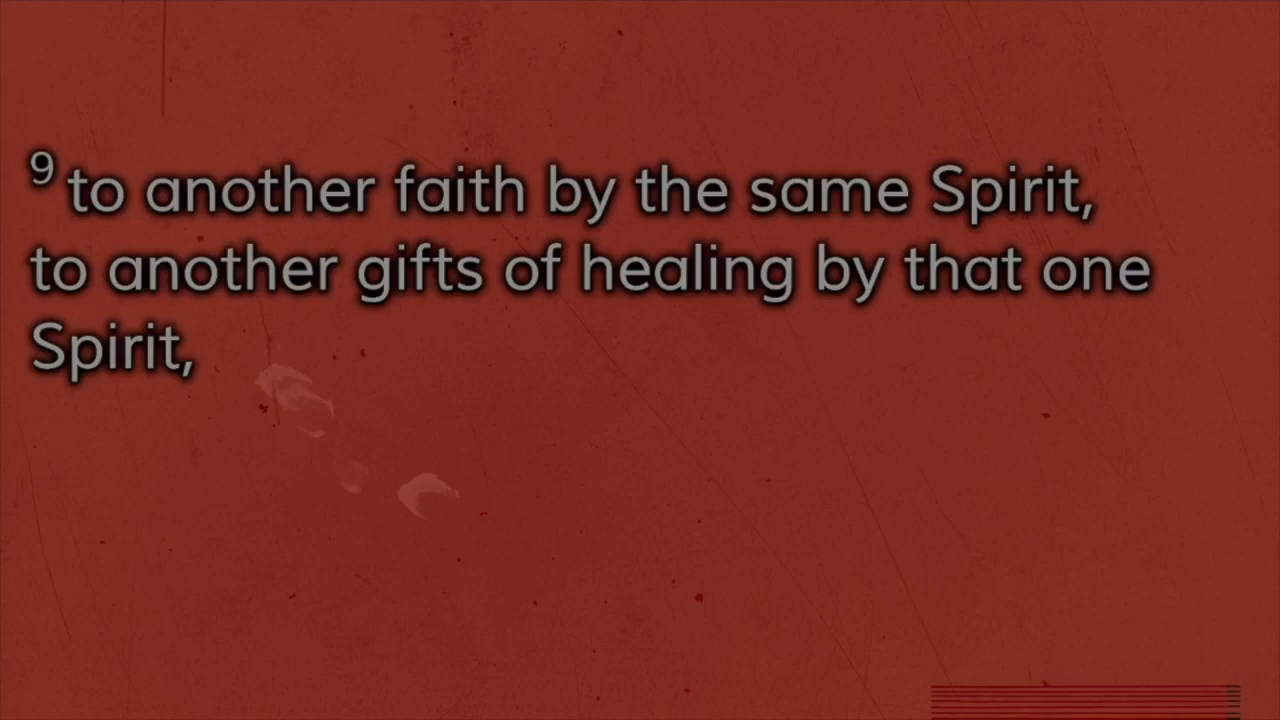 9 to another faith by the same Spirit,
to another gifts of healing by that one
Spirit,